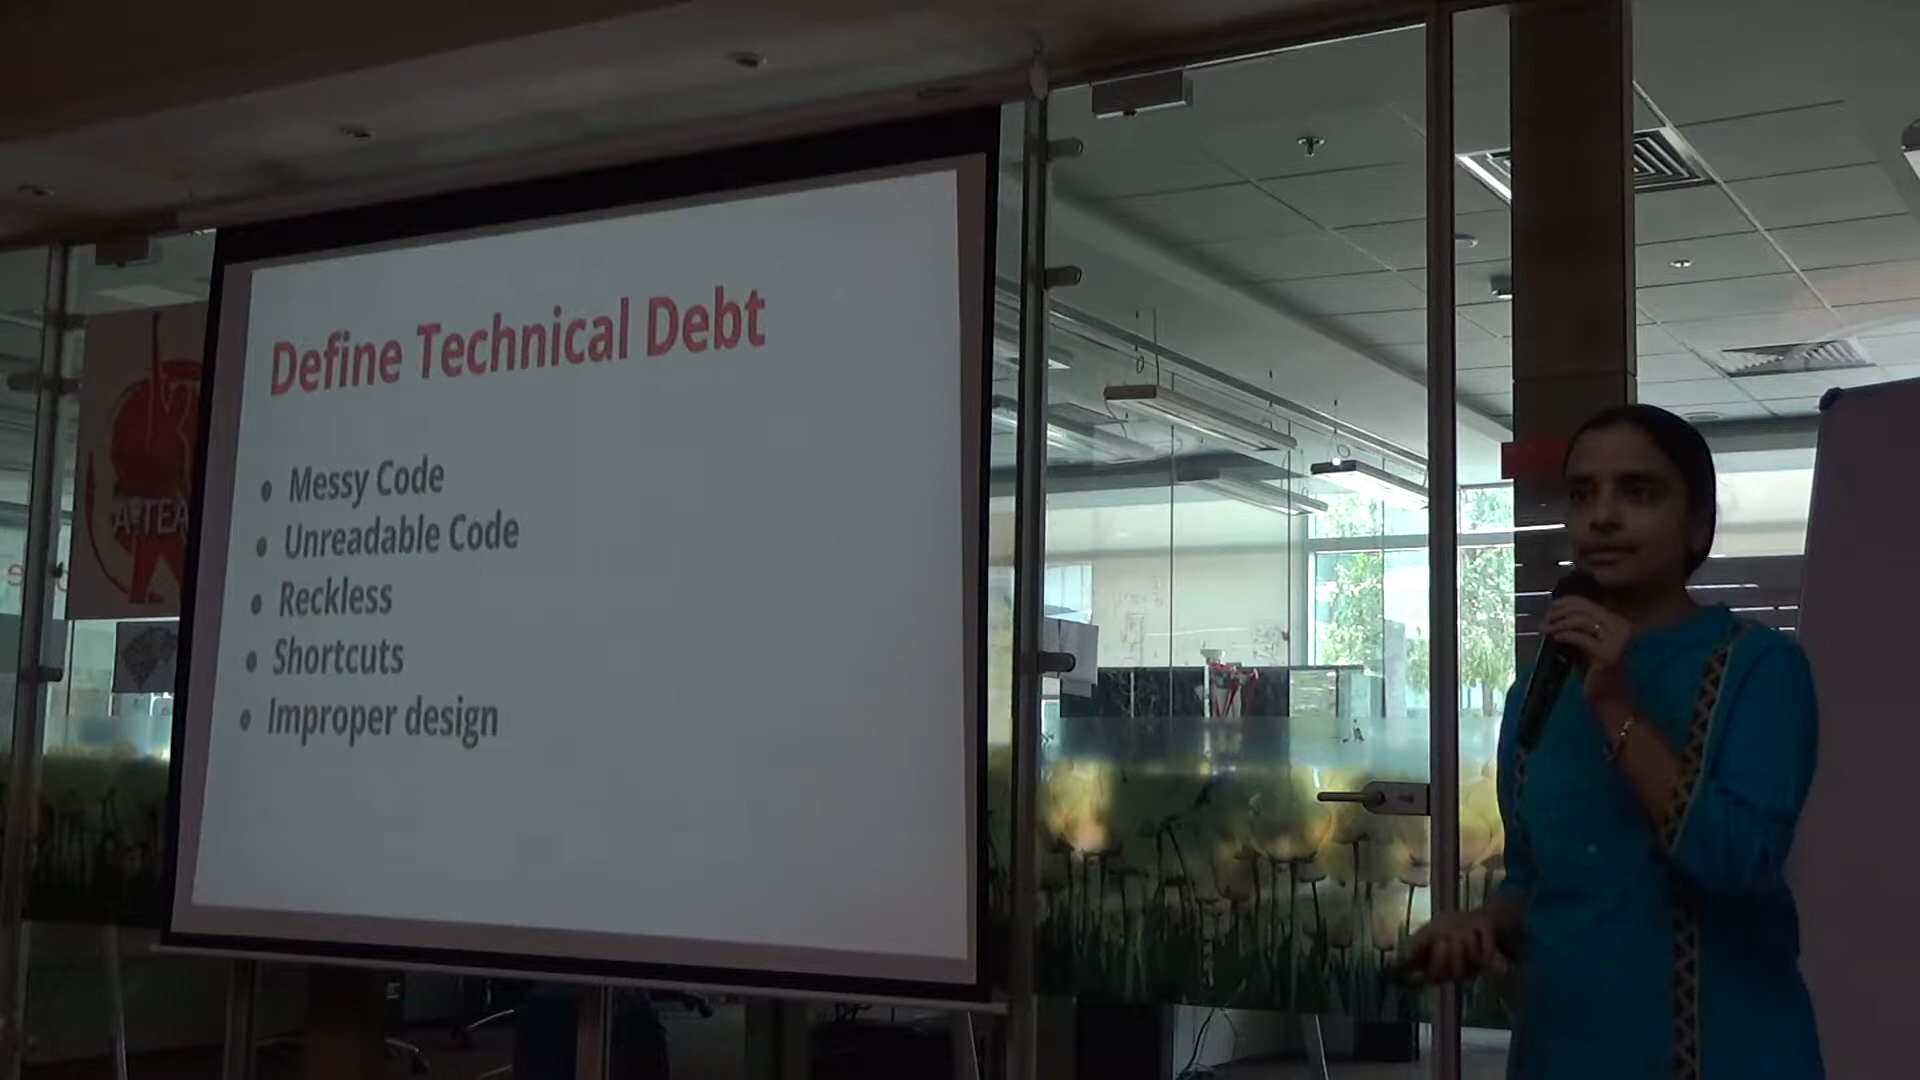 Define Technical Debt
Messy Code
Unreadable Code
Reckless
Shortcuts
Improper design